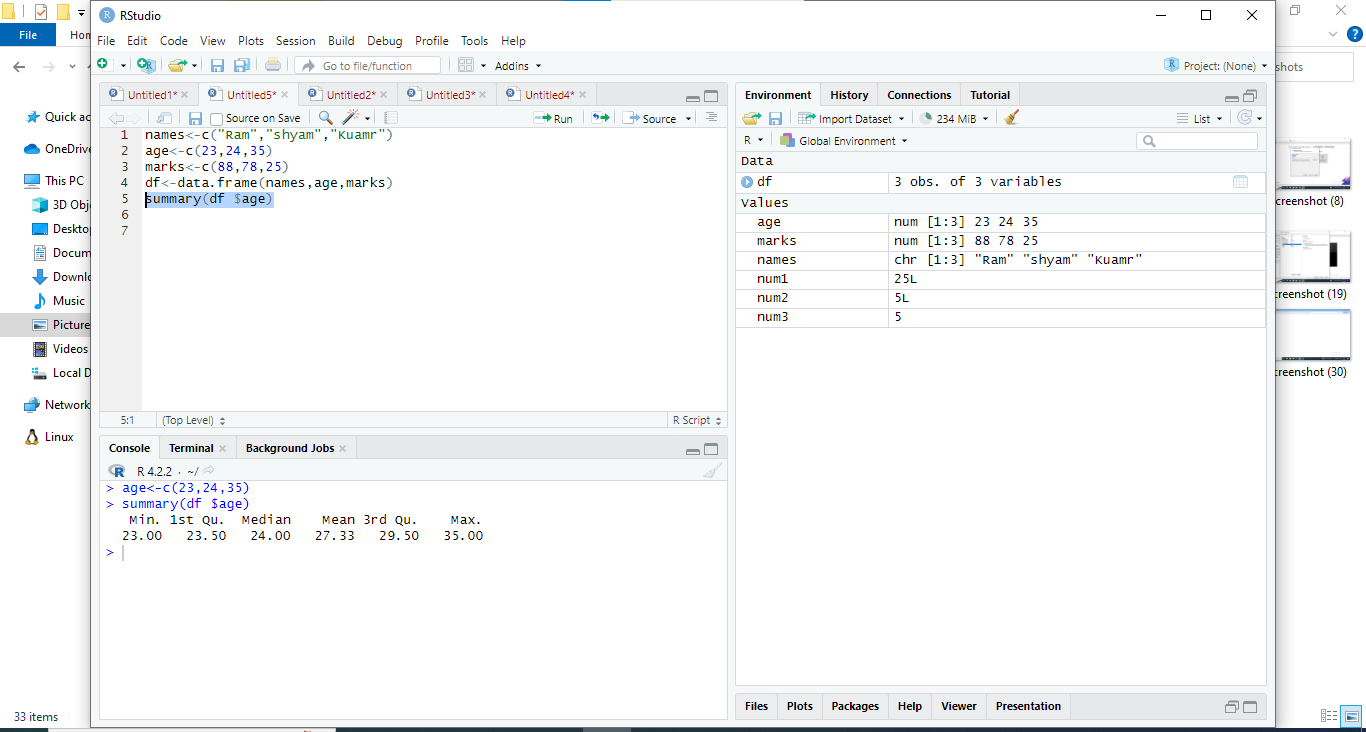 RStudio
File Edit Code View Plots Session Build Debug Profile Tools Help
Go to file/function Addins Project: (None)
Untitled1* Untitled5* Untitled2* Untitled3* Untitled4*
Source on Save Run Source
1 names<-c("Ram","shyam","Kuamr")
2 age<-c(23,24,35)
3 marks<-c(88,78,25)
4 df<-data.frame(names,age,marks)
5 summary(df $age)
6
7
5:1 (Top Level) R Script
Console Terminal Background Jobs
R 4.2.2 · ~/
> age<-c(23,24,35)
> summary(df $age)
Min. 1st Qu. Median Mean 3rd Qu. Max.
23.00 23.50 24.00 27.33 29.50 35.00
>
Environment History Connections Tutorial
Import Dataset 234 MiB List
R Global Environment
Data
df 3 obs. of 3 variables
Values
age num [1:3] 23 24 35
marks num [1:3] 88 78 25
names chr [1:3] "Ram" "shyam" "Kuamr"
num1 25L
num2 5L
num3 5
Files Plots Packages Help Viewer Presentation
File Hon
Quick ac
OneDrive
This PC
3D Obj
Deskto
Docum
Downlo
Music
Picture
Videos
Local D
Network
Linux
33 items
shots
creenshot (8)
creenshot (19)
creenshot (30)